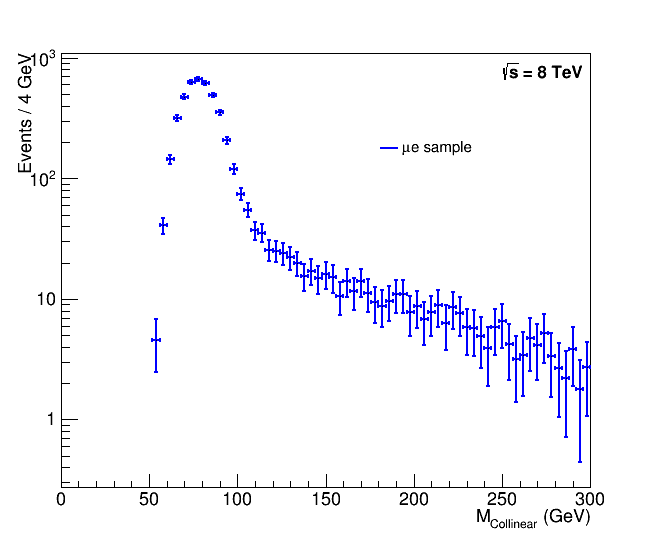 Events / 4 GeV
10³
10²
10
1
√s = 8 TeV
μe sample
0 50 100 150 200 250 300
M_Collinear (GeV)